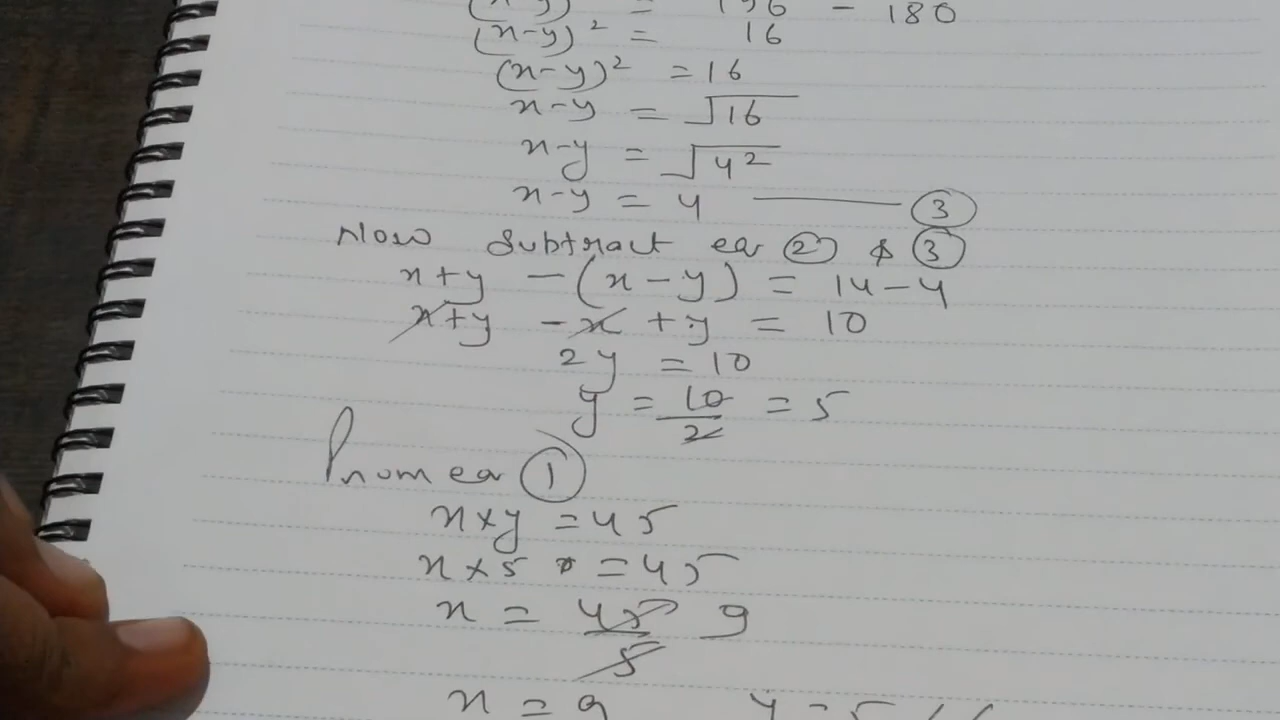 (x-y)² = 196 - 180
(x-y)² = 16
(x-y)² = 16
x-y = √16
x-y = √4²
x-y = 4 ——— ③
Now subtract eq ② & ③
x+y -(x-y) = 14-4
x+y -x +y = 10
2y = 10
y = 10/2 = 5
From eq ①
x×y = 45
x×5 = 45
x = 45/5 9
x = 9 y = 5 //